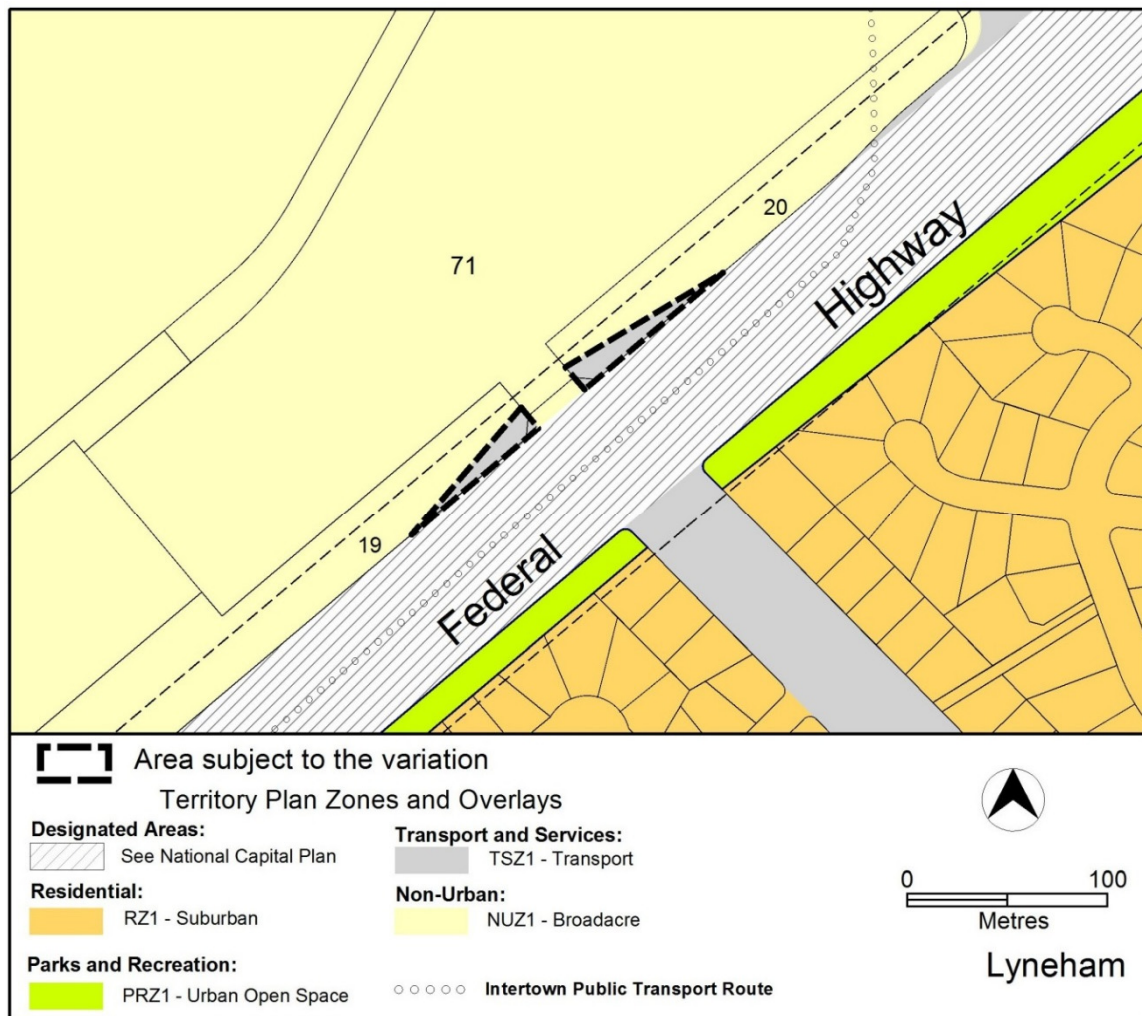 20
71
Highway
19
Federal
Area subject to the variation
Territory Plan Zones and Overlays
Designated Areas:
See National Capital Plan
Residential:
RZ1 - Suburban
Parks and Recreation:
PRZ1 - Urban Open Space
Transport and Services:
TSZ1 - Transport
Non-Urban:
NUZ1 - Broadacre
Intertown Public Transport Route
0 100
Metres
Lyneham